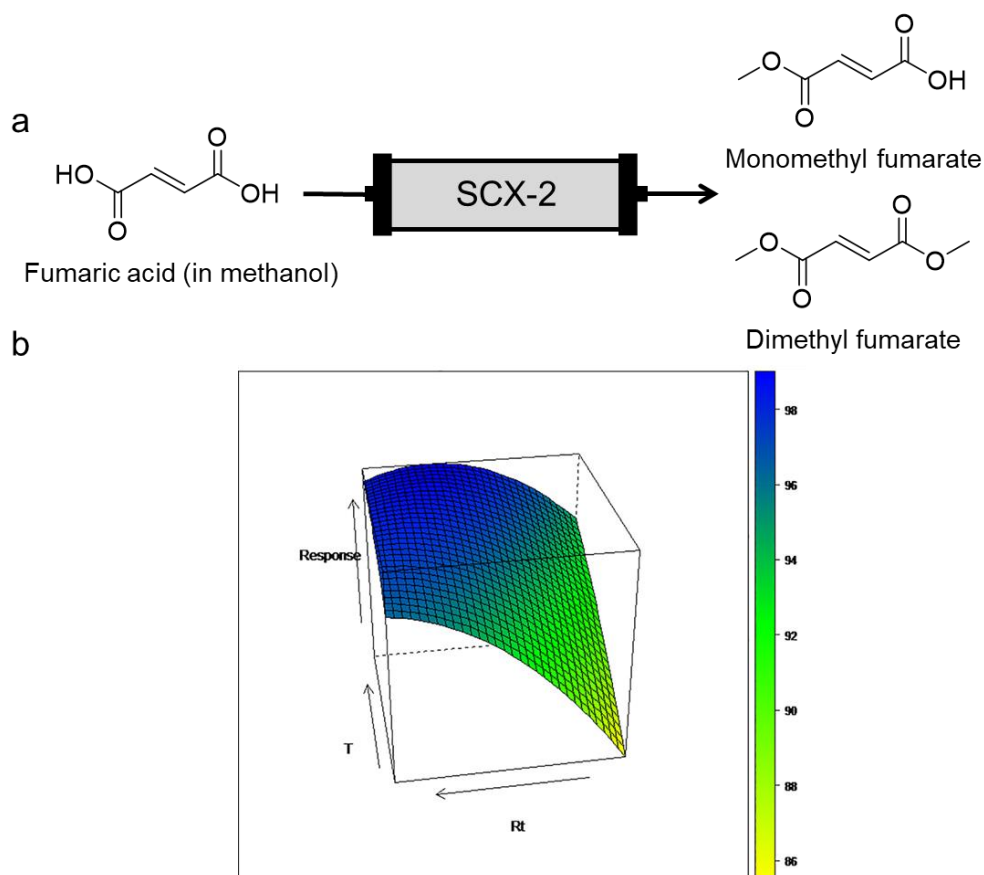 a
HO
O
O
OH
Fumaric acid (in methanol)
SCX-2
O
O
O
OH
Monomethyl fumarate
O
O
O
O
Dimethyl fumarate
b
Response
T
Rt
98
96
94
92
90
88
86